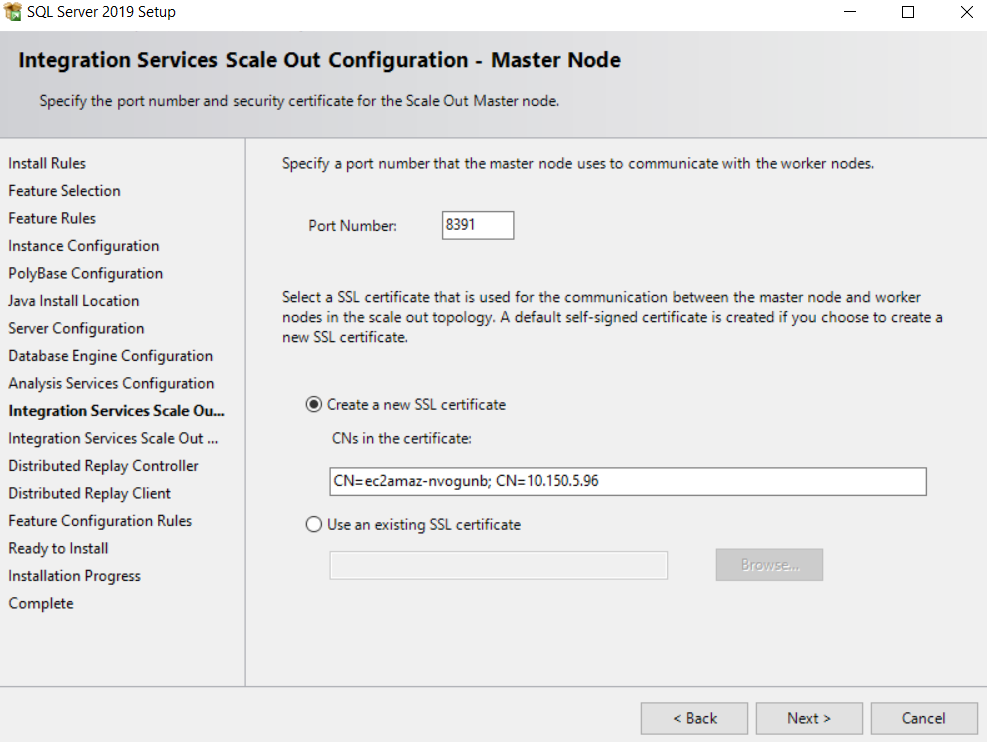 SQL Server 2019 Setup
Integration Services Scale Out Configuration - Master Node
Specify the port number and security certificate for the Scale Out Master node.
Install Rules
Feature Selection
Feature Rules
Instance Configuration
PolyBase Configuration
Java Install Location
Server Configuration
Database Engine Configuration
Analysis Services Configuration
Integration Services Scale Ou...
Integration Services Scale Out ...
Distributed Replay Controller
Distributed Replay Client
Feature Configuration Rules
Ready to Install
Installation Progress
Complete
Specify a port number that the master node uses to communicate with the worker nodes.
Port Number: 8391
Select a SSL certificate that is used for the communication between the master node and worker
nodes in the scale out topology. A default self-signed certificate is created if you choose to create a
new SSL certificate.
Create a new SSL certificate
CNs in the certificate:
CN=ec2amaz-nvogunb; CN=10.150.5.96
Use an existing SSL certificate
Browse...
< Back Next > Cancel